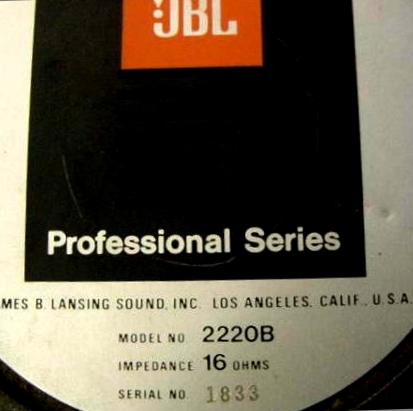 JBL
Professional Series
MES B. LANSING SOUND, INC. LOS ANGELES, CALIF., U.S.A.
MODEL NO 2220B
IMPEDANCE 16 OHMS
SERIAL NO 1833